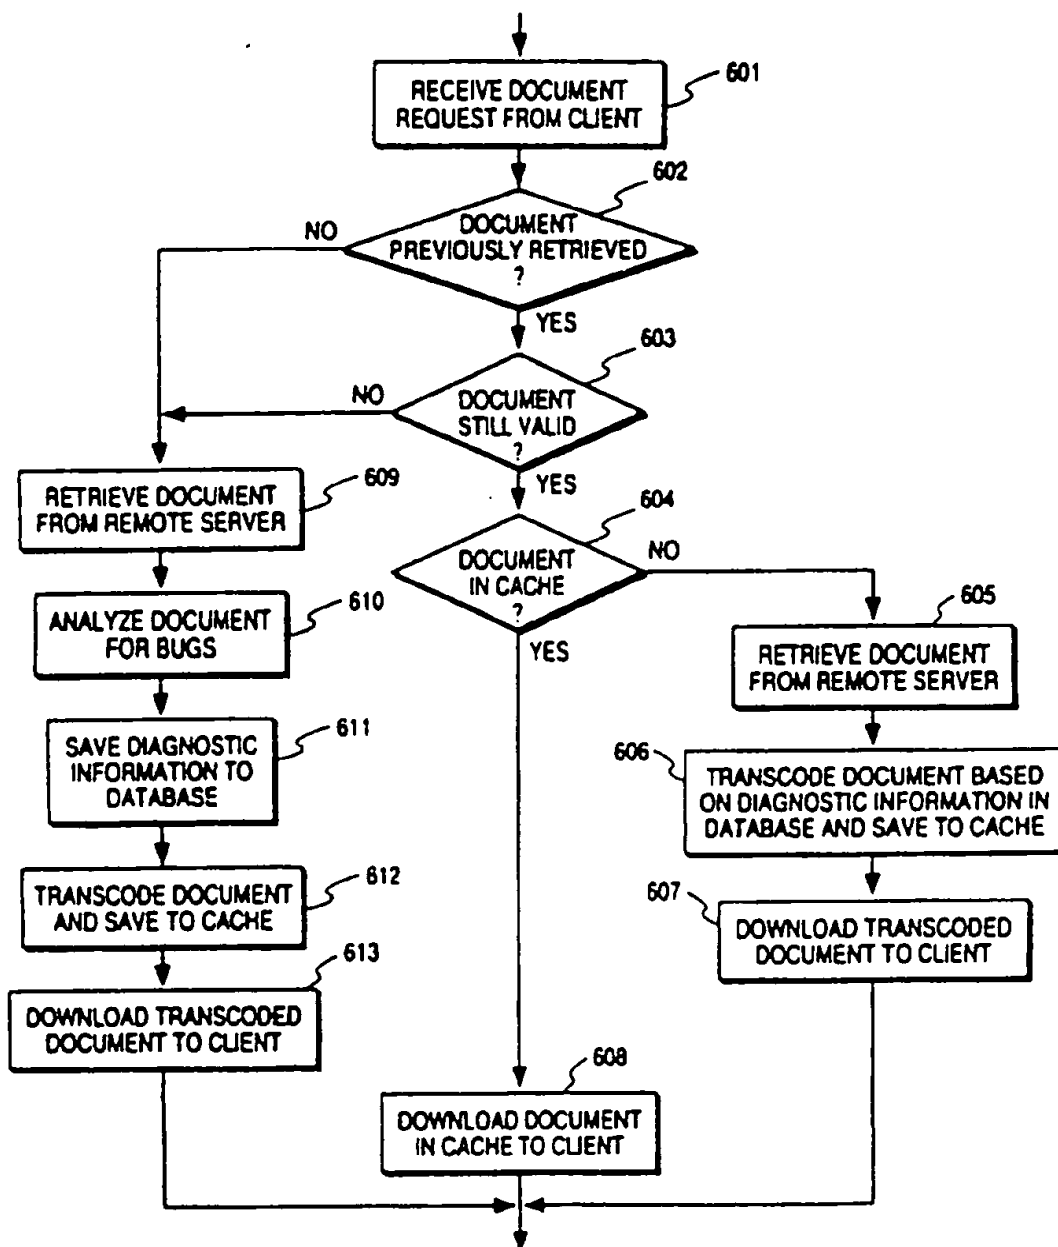 RECEIVE DOCUMENT
REQUEST FROM CLIENT
601
602
DOCUMENT
PREVIOUSLY RETRIEVED
?
NO
YES
603
DOCUMENT
STILL VALID
?
NO
YES
604
DOCUMENT
IN CACHE
?
NO
YES
605
RETRIEVE DOCUMENT
FROM REMOTE SERVER
606
TRANSCODE DOCUMENT BASED
ON DIAGNOSTIC INFORMATION IN
DATABASE AND SAVE TO CACHE
607
DOWNLOAD TRANSCODED
DOCUMENT TO CLIENT
608
DOWNLOAD DOCUMENT
IN CACHE TO CLIENT
609
RETRIEVE DOCUMENT
FROM REMOTE SERVER
610
ANALYZE DOCUMENT
FOR BUGS
611
SAVE DIAGNOSTIC
INFORMATION TO
DATABASE
612
TRANSCODE DOCUMENT
AND SAVE TO CACHE
613
DOWNLOAD TRANSCODED
DOCUMENT TO CLIENT